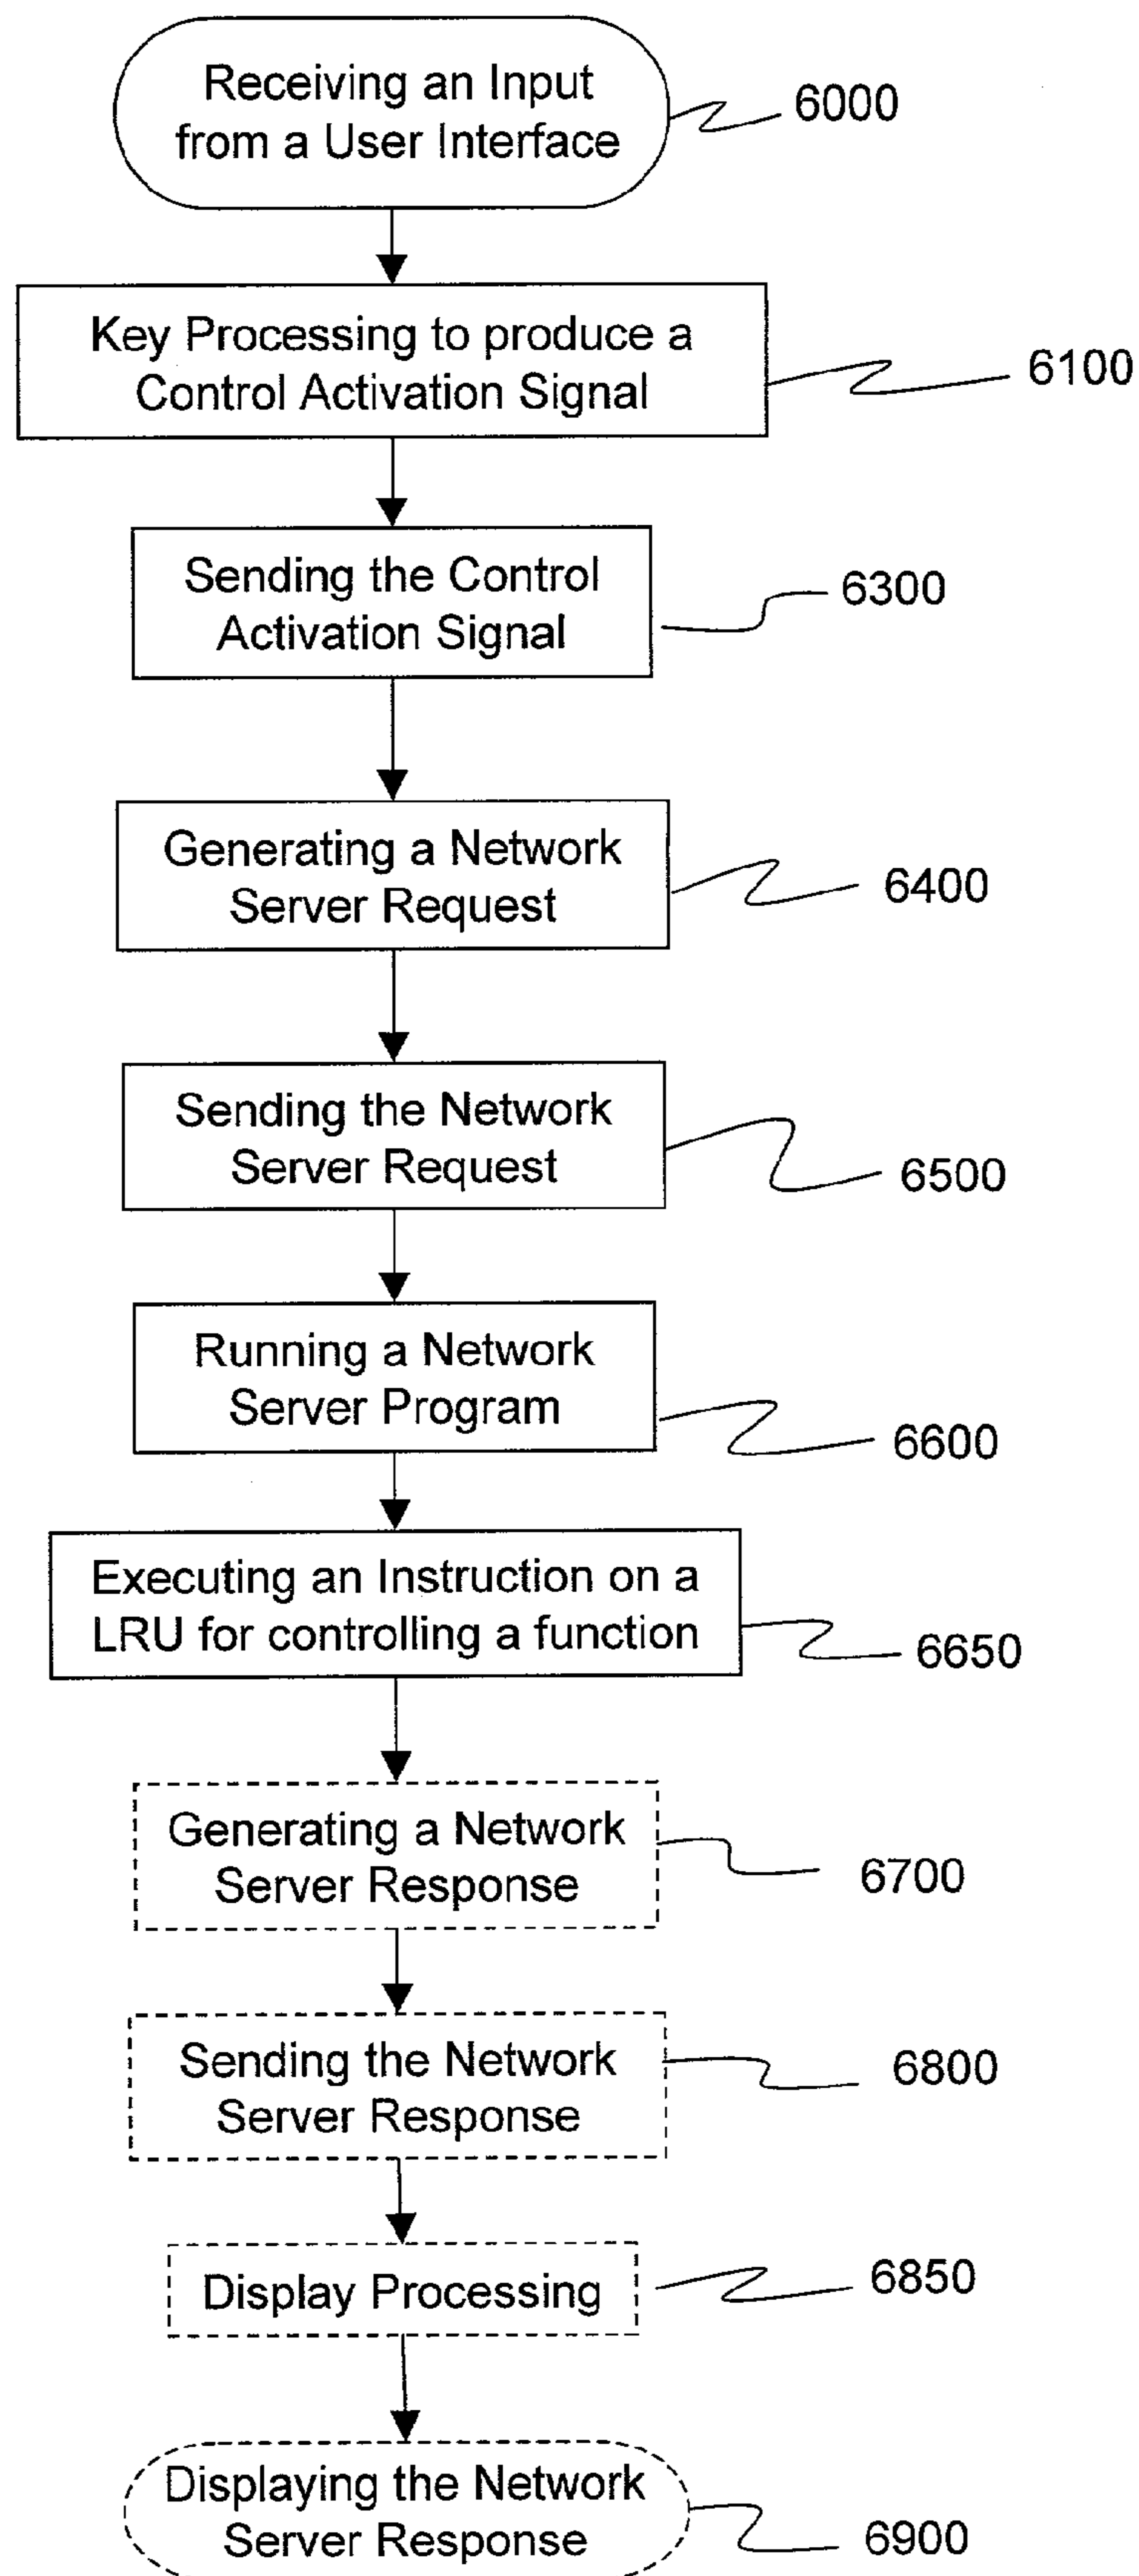 Receiving an Input
from a User Interface
6000
Key Processing to produce a
Control Activation Signal
6100
Sending the Control
Activation Signal
6300
Generating a Network
Server Request
6400
Sending the Network
Server Request
6500
Running a Network
Server Program
6600
Executing an Instruction on a
LRU for controlling a function
6650
Generating a Network
Server Response
6700
Sending the Network
Server Response
6800
Display Processing
6850
Displaying the Network
Server Response
6900